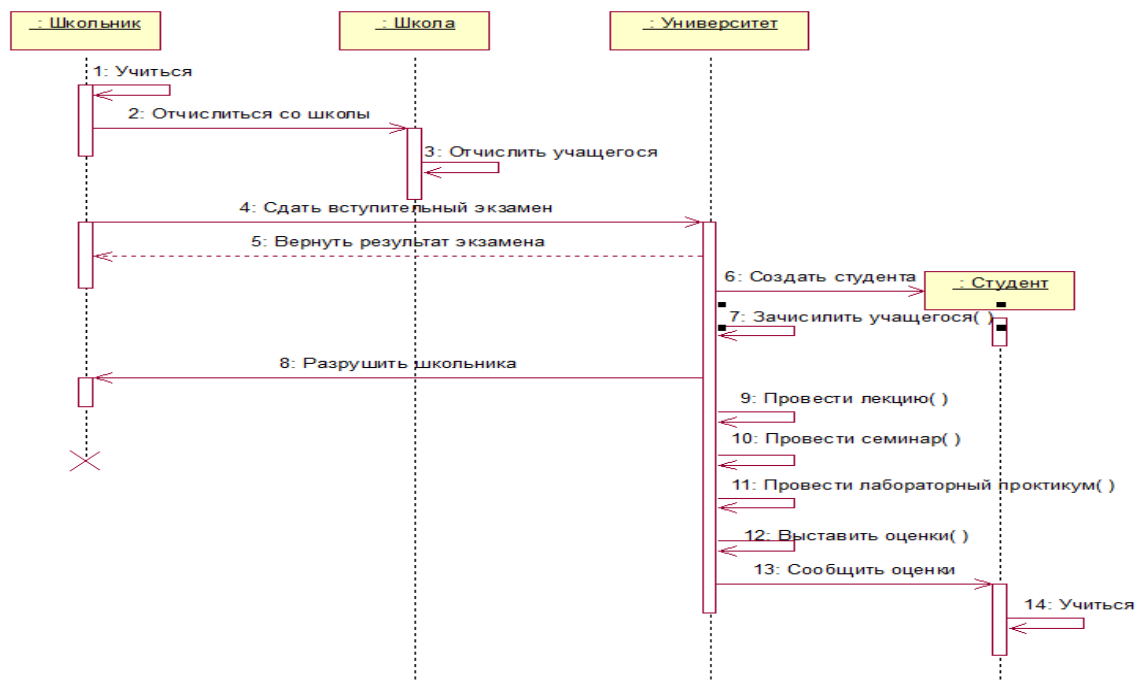 _: Школьник
_: Школа
_: Университет
1: Учиться
2: Отчислиться со школы
3: Отчислить учащегося
4: Сдать вступительный экзамен
5: Вернуть результат экзамена
6: Создать студента
_: Студент
7: Зачисилить учащегося( )
8: Разрушить школьника
9: Провести лекцию( )
10: Провести семинар( )
11: Провести лабораторный проктикум( )
12: Выставить оценки( )
13: Сообщить оценки
14: Учиться